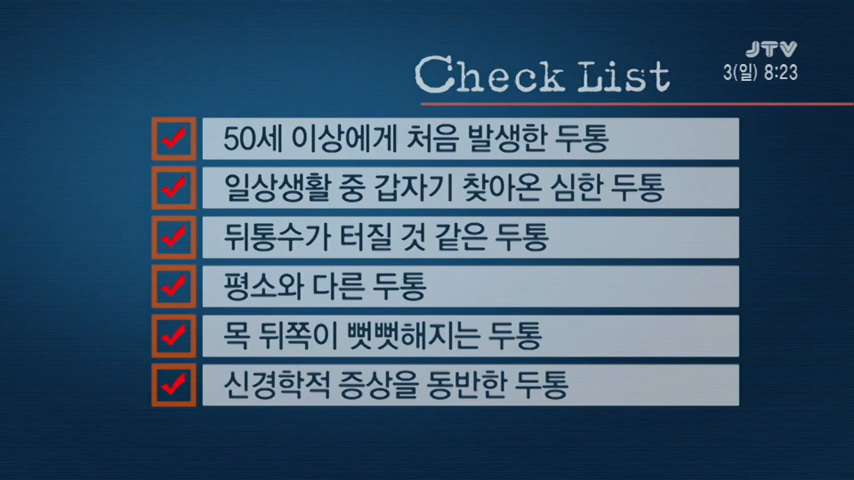 JTV
3(일) 8:23
Check List
50세 이상에게 처음 발생한 두통
일상생활 중 갑자기 찾아온 심한 두통
뒤통수가 터질 것 같은 두통
평소와 다른 두통
목 뒤쪽이 뻣뻣해지는 두통
신경학적 증상을 동반한 두통